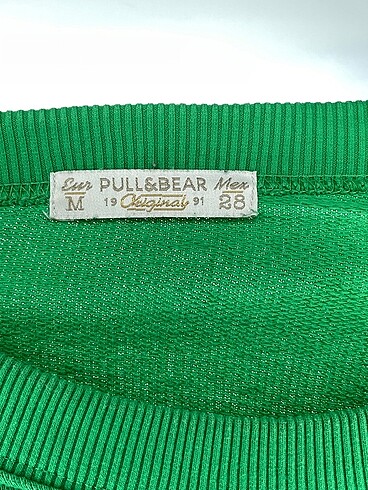 Eur PULL&BEAR Mex
M 19 Original 91 28